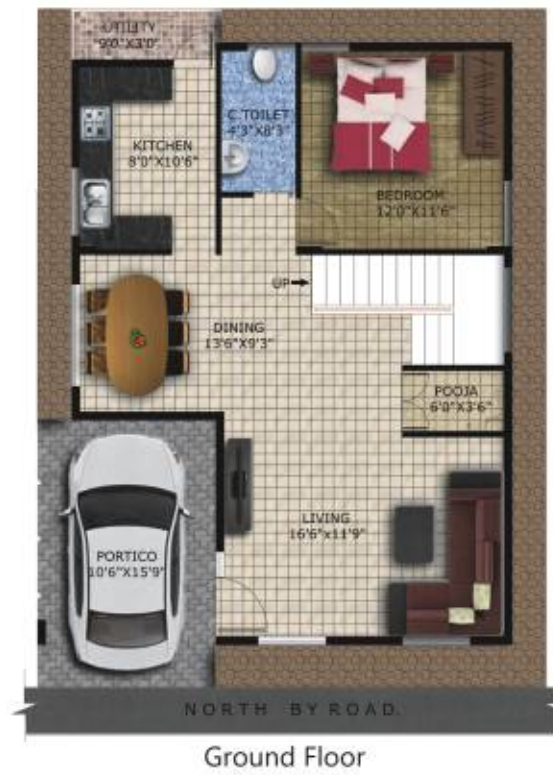 UTILITY
9'0"X3'0"
C.TOILET
4'3"X8'3"
KITCHEN
8'0"X10'6"
BEDROOM
12'0"X11'6"
UP
DINING
13'6"X9'3"
POOJA
6'0"X3'6"
LIVING
16'6"x11'9"
PORTICO
10'6"X15'9"
NORTH BY ROAD.
Ground Floor